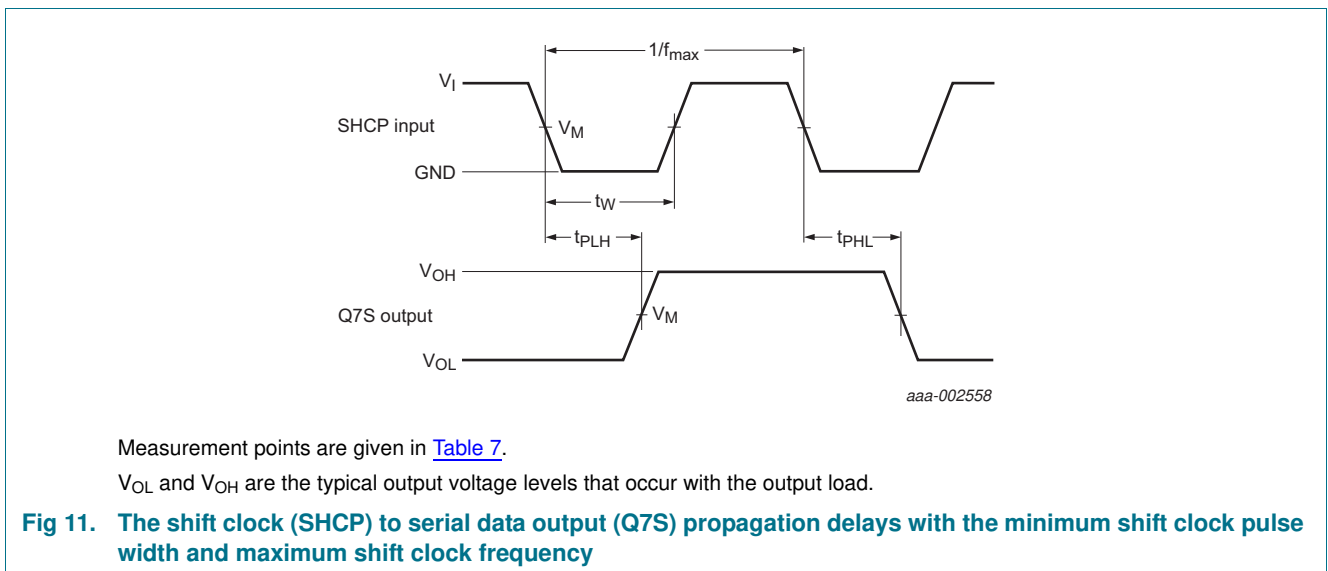 1/fmax
VI
SHCP input
VM
GND
tW
tPLH
tPHL
VOH
Q7S output
VM
VOL
aaa-002558
Measurement points are given in Table 7.
VOL and VOH are the typical output voltage levels that occur with the output load.
Fig 11. The shift clock (SHCP) to serial data output (Q7S) propagation delays with the minimum shift clock pulse
width and maximum shift clock frequency